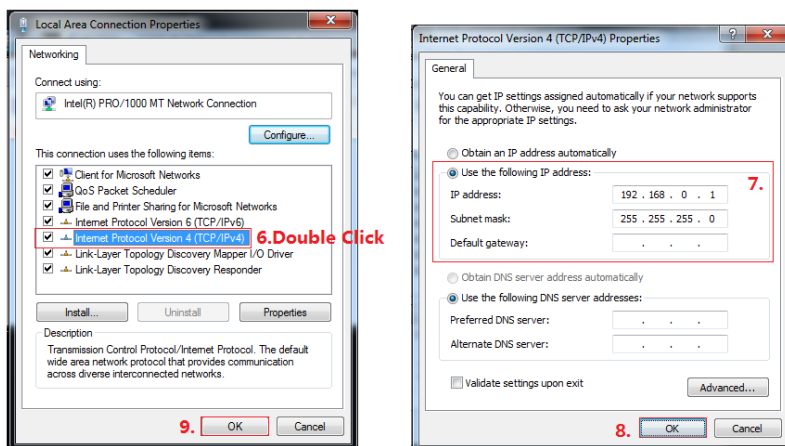 Local Area Connection Properties
Networking
Connect using:
Intel(R) PRO/1000 MT Network Connection
Configure...
This connection uses the following items:
Client for Microsoft Networks
QoS Packet Scheduler
File and Printer Sharing for Microsoft Networks
Internet Protocol Version 6 (TCP/IPv6)
Internet Protocol Version 4 (TCP/IPv4) 6.Double Click
Link-Layer Topology Discovery Mapper I/O Driver
Link-Layer Topology Discovery Responder
Install... Uninstall Properties
Description
Transmission Control Protocol/Internet Protocol. The default
wide area network protocol that provides communication
across diverse interconnected networks.
9. OK Cancel
Internet Protocol Version 4 (TCP/IPv4) Properties
General
You can get IP settings assigned automatically if your network supports
this capability. Otherwise, you need to ask your network administrator
for the appropriate IP settings.
Obtain an IP address automatically
Use the following IP address:
7.
IP address: 192 . 168 . 0 . 1
Subnet mask: 255 . 255 . 255 . 0
Default gateway: . . .
Obtain DNS server address automatically
Use the following DNS server addresses:
Preferred DNS server: . . .
Alternate DNS server: . . .
Validate settings upon exit
Advanced...
8. OK Cancel